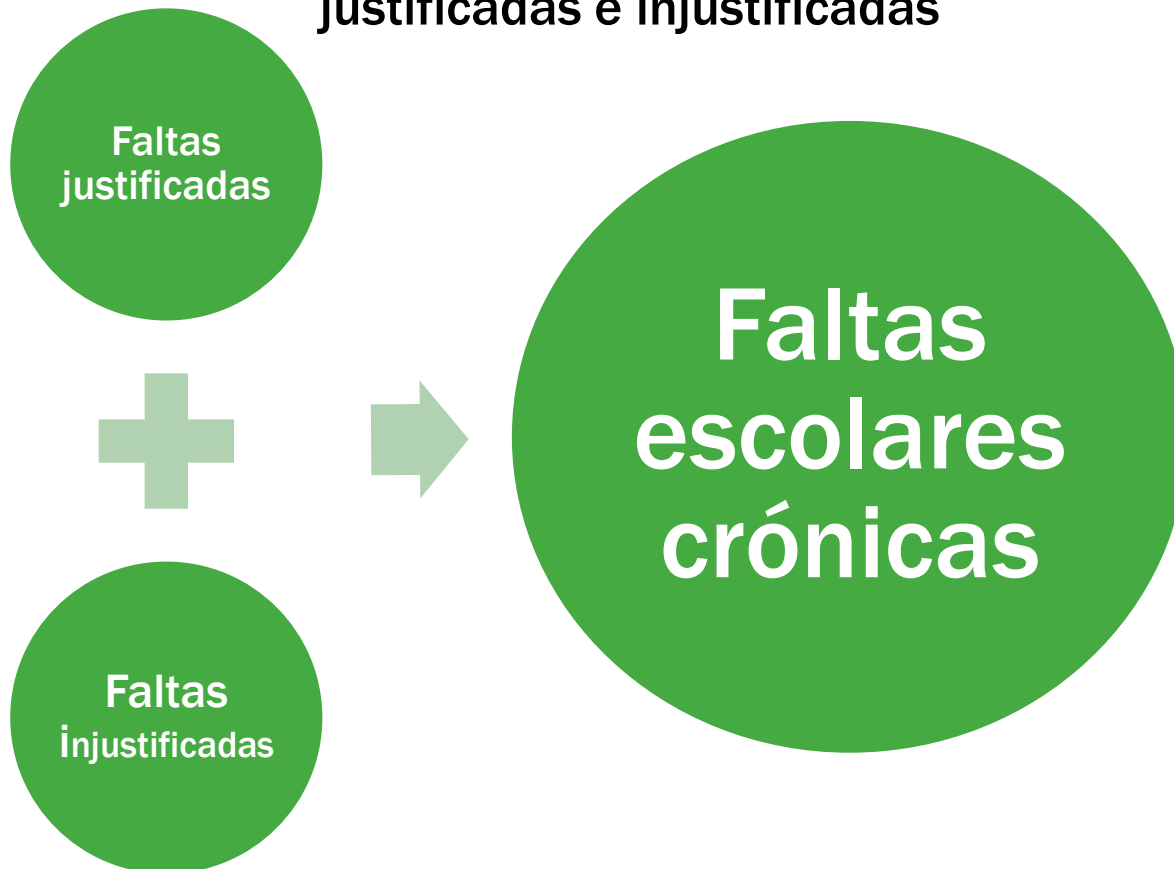 justificadas e injustificadas
Faltas
justificadas
Faltas
escolares
crónicas
Faltas
injustificadas